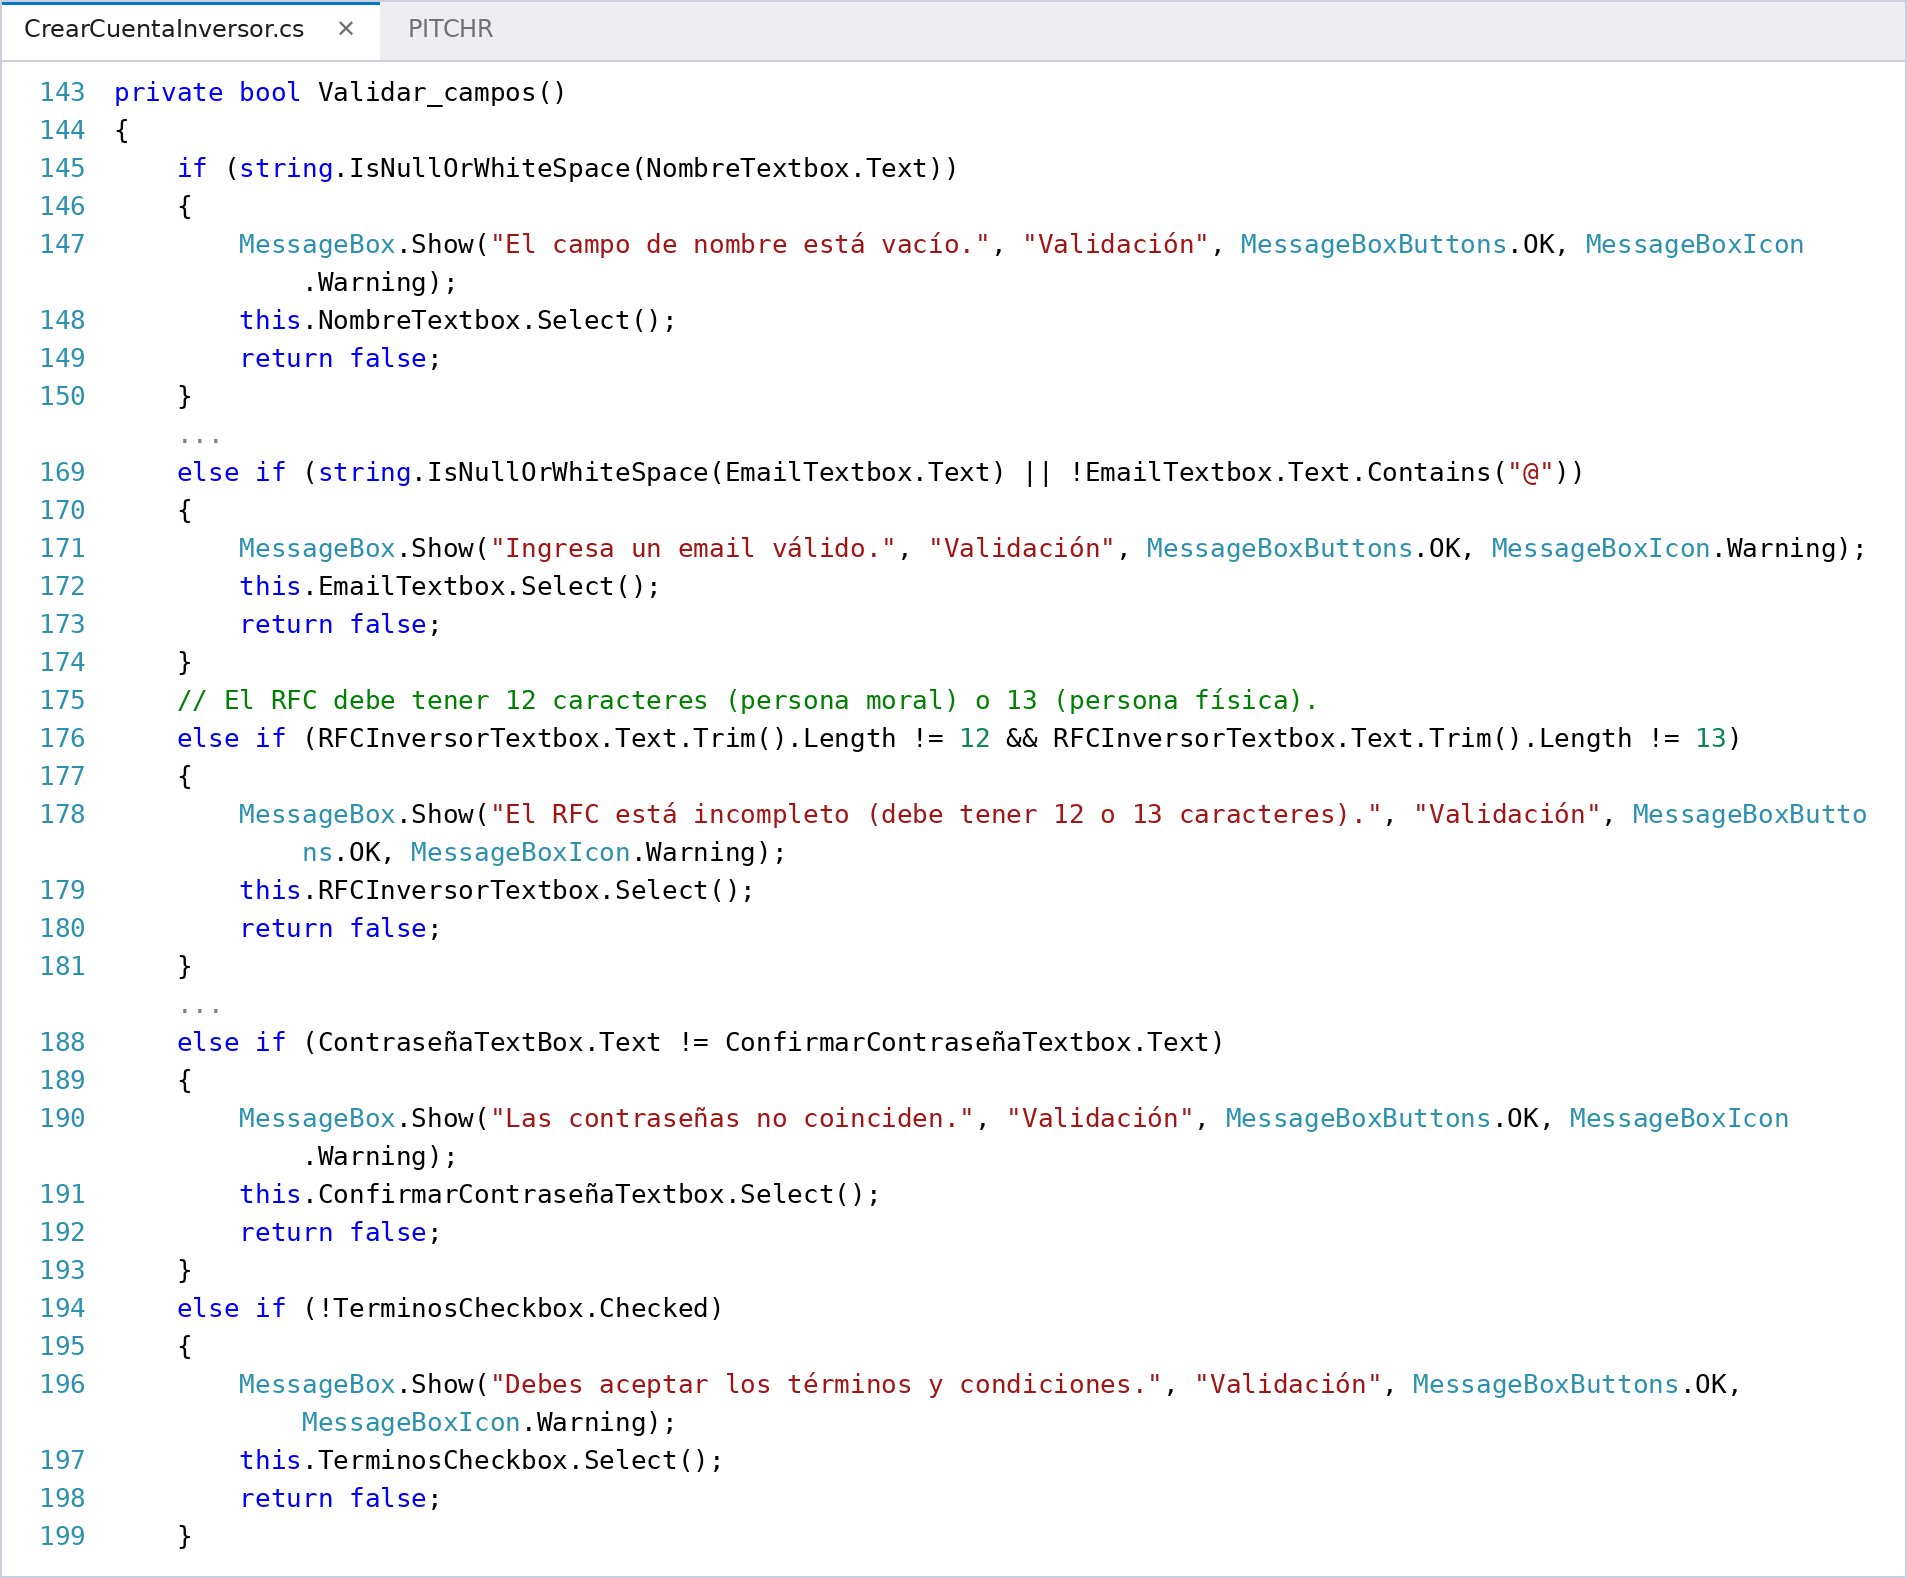 CrearCuentaInversor.cs ✕ PITCHR
143 private bool Validar_campos()
144 {
145 if (string.IsNullOrWhiteSpace(NombreTextbox.Text))
146 {
147 MessageBox.Show("El campo de nombre está vacío.", "Validación", MessageBoxButtons.OK, MessageBoxIcon
.Warning);
148 this.NombreTextbox.Select();
149 return false;
150 }
...
169 else if (string.IsNullOrWhiteSpace(EmailTextbox.Text) || !EmailTextbox.Text.Contains("@"))
170 {
171 MessageBox.Show("Ingresa un email válido.", "Validación", MessageBoxButtons.OK, MessageBoxIcon.Warning);
172 this.EmailTextbox.Select();
173 return false;
174 }
175 // El RFC debe tener 12 caracteres (persona moral) o 13 (persona física).
176 else if (RFCInversorTextbox.Text.Trim().Length != 12 && RFCInversorTextbox.Text.Trim().Length != 13)
177 {
178 MessageBox.Show("El RFC está incompleto (debe tener 12 o 13 caracteres).", "Validación", MessageBoxButto
ns.OK, MessageBoxIcon.Warning);
179 this.RFCInversorTextbox.Select();
180 return false;
181 }
...
188 else if (ContraseñaTextBox.Text != ConfirmarContraseñaTextbox.Text)
189 {
190 MessageBox.Show("Las contraseñas no coinciden.", "Validación", MessageBoxButtons.OK, MessageBoxIcon
.Warning);
191 this.ConfirmarContraseñaTextbox.Select();
192 return false;
193 }
194 else if (!TerminosCheckbox.Checked)
195 {
196 MessageBox.Show("Debes aceptar los términos y condiciones.", "Validación", MessageBoxButtons.OK,
MessageBoxIcon.Warning);
197 this.TerminosCheckbox.Select();
198 return false;
199 }